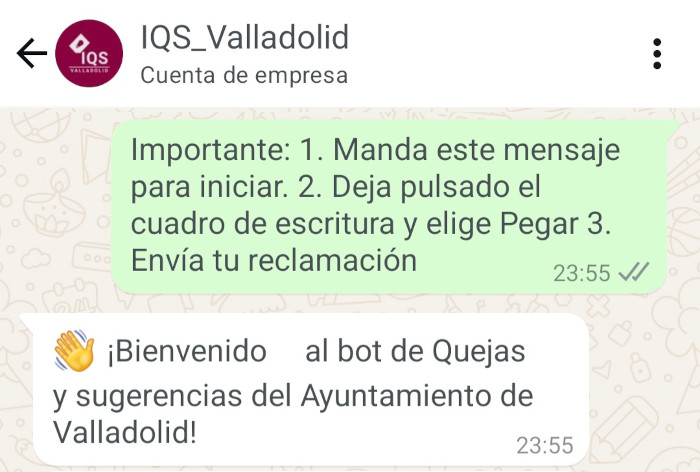 IQS_Valladolid
IQS
VALLADOLID
Cuenta de empresa
Importante: 1. Manda este mensaje
para iniciar. 2. Deja pulsado el
cuadro de escritura y elige Pegar 3.
Envía tu reclamación
23:55
👋 ¡Bienvenido al bot de Quejas
y sugerencias del Ayuntamiento de
Valladolid!
23:55